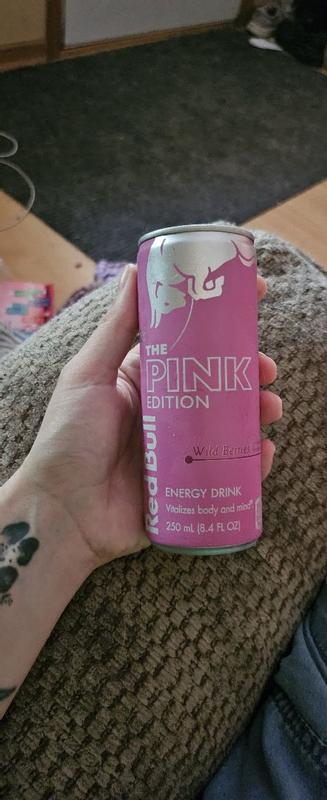 THE
PINK
EDITION
Red Bull
Wild Berries
ENERGY DRINK
Vitalizes body and mind®
250 mL (8.4 FL OZ)